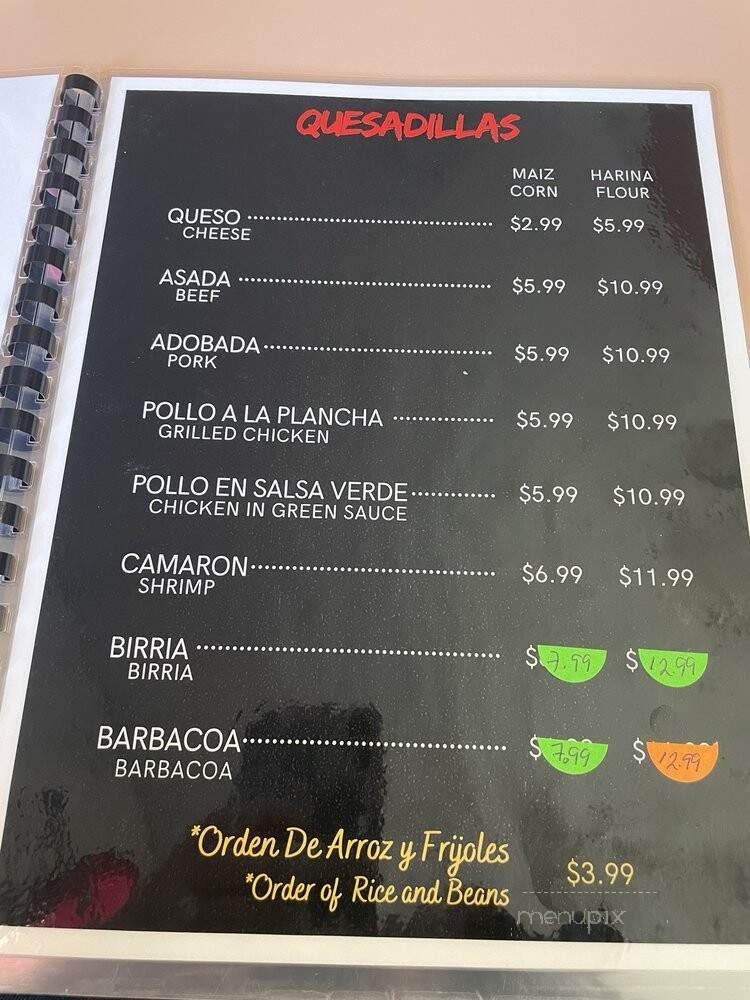 QUESADILLAS
MAIZ HARINA
CORN FLOUR
QUESO ........ $2.99 $5.99
CHEESE
ASADA ........ $5.99 $10.99
BEEF
ADOBADA ........ $5.99 $10.99
PORK
POLLO A LA PLANCHA ........ $5.99 $10.99
GRILLED CHICKEN
POLLO EN SALSA VERDE ........ $5.99 $10.99
CHICKEN IN GREEN SAUCE
CAMARON ........ $6.99 $11.99
SHRIMP
BIRRIA ........ $7.99 $12.99
BIRRIA
BARBACOA ........ $7.99 $12.99
BARBACOA
*Orden De Arroz y Frijoles $3.99
*Order of Rice and Beans
menupix